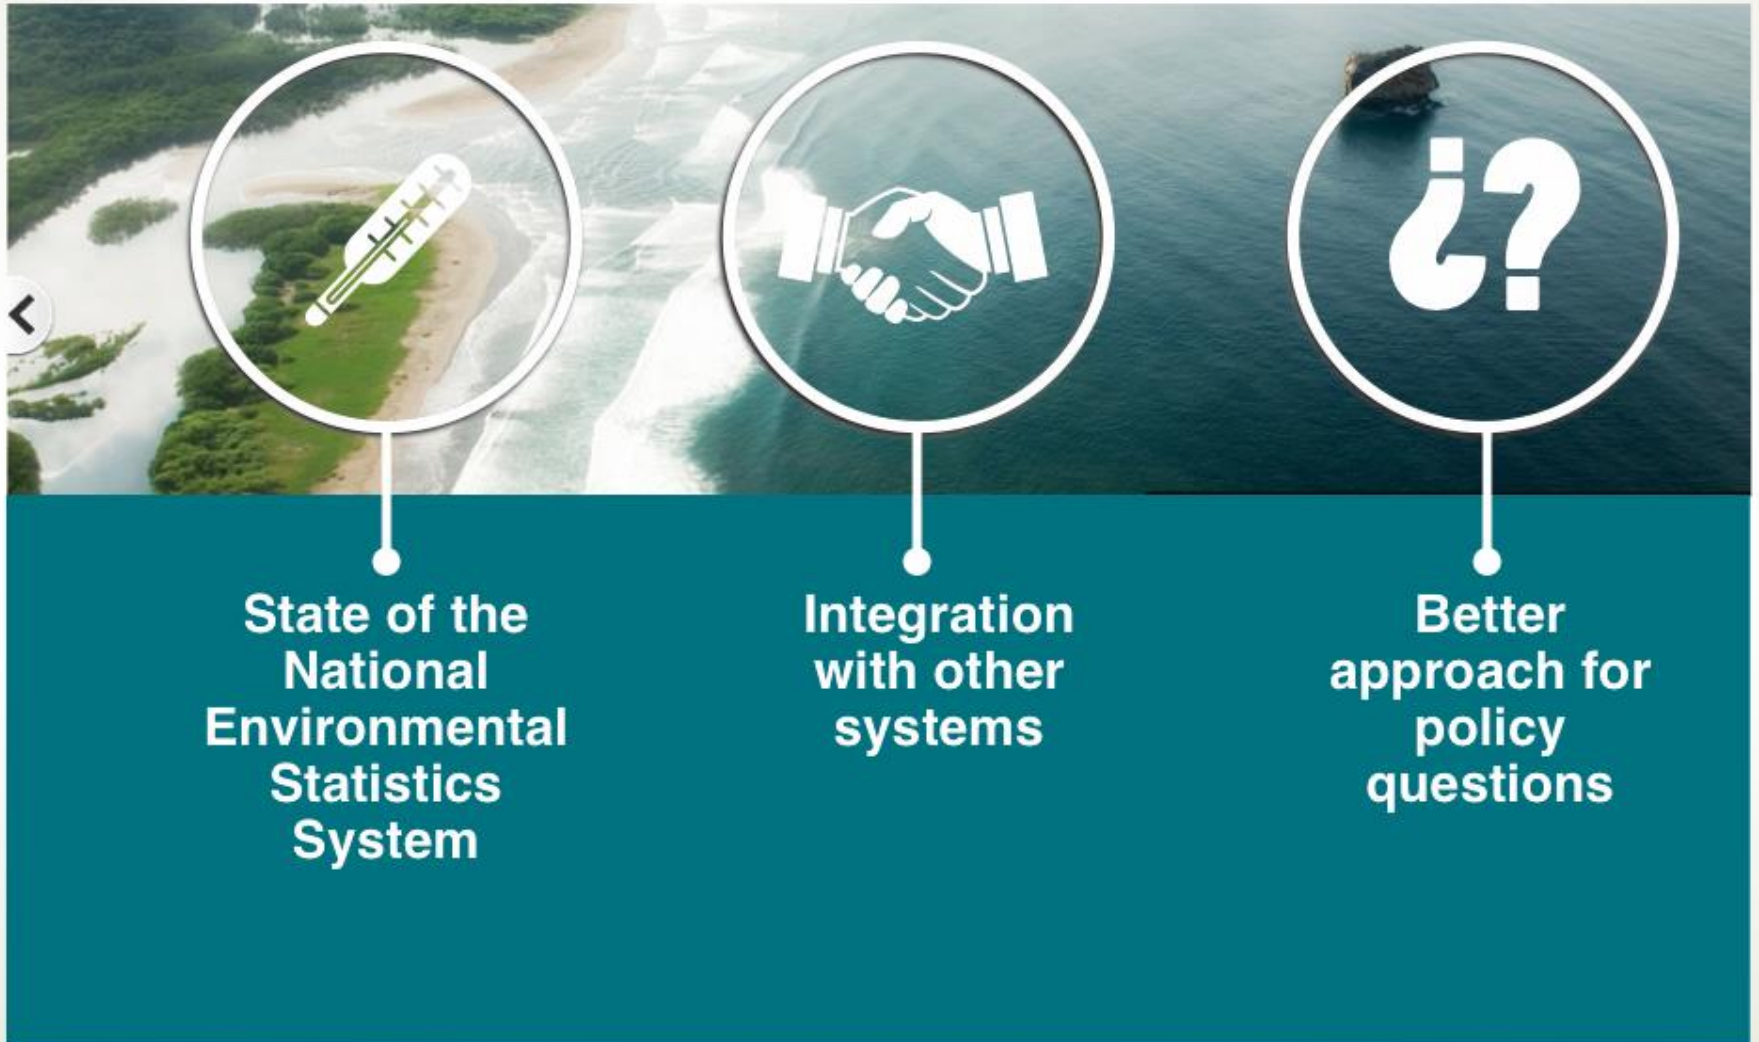 ¿?
State of the
National
Environmental
Statistics
System
Integration
with other
systems
Better
approach for
policy
questions